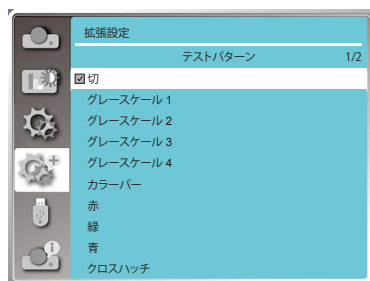 拡張設定
テストパターン 1/2
切
グレースケール 1
グレースケール 2
グレースケール 3
グレースケール 4
カラーバー
赤
緑
青
クロスハッチ